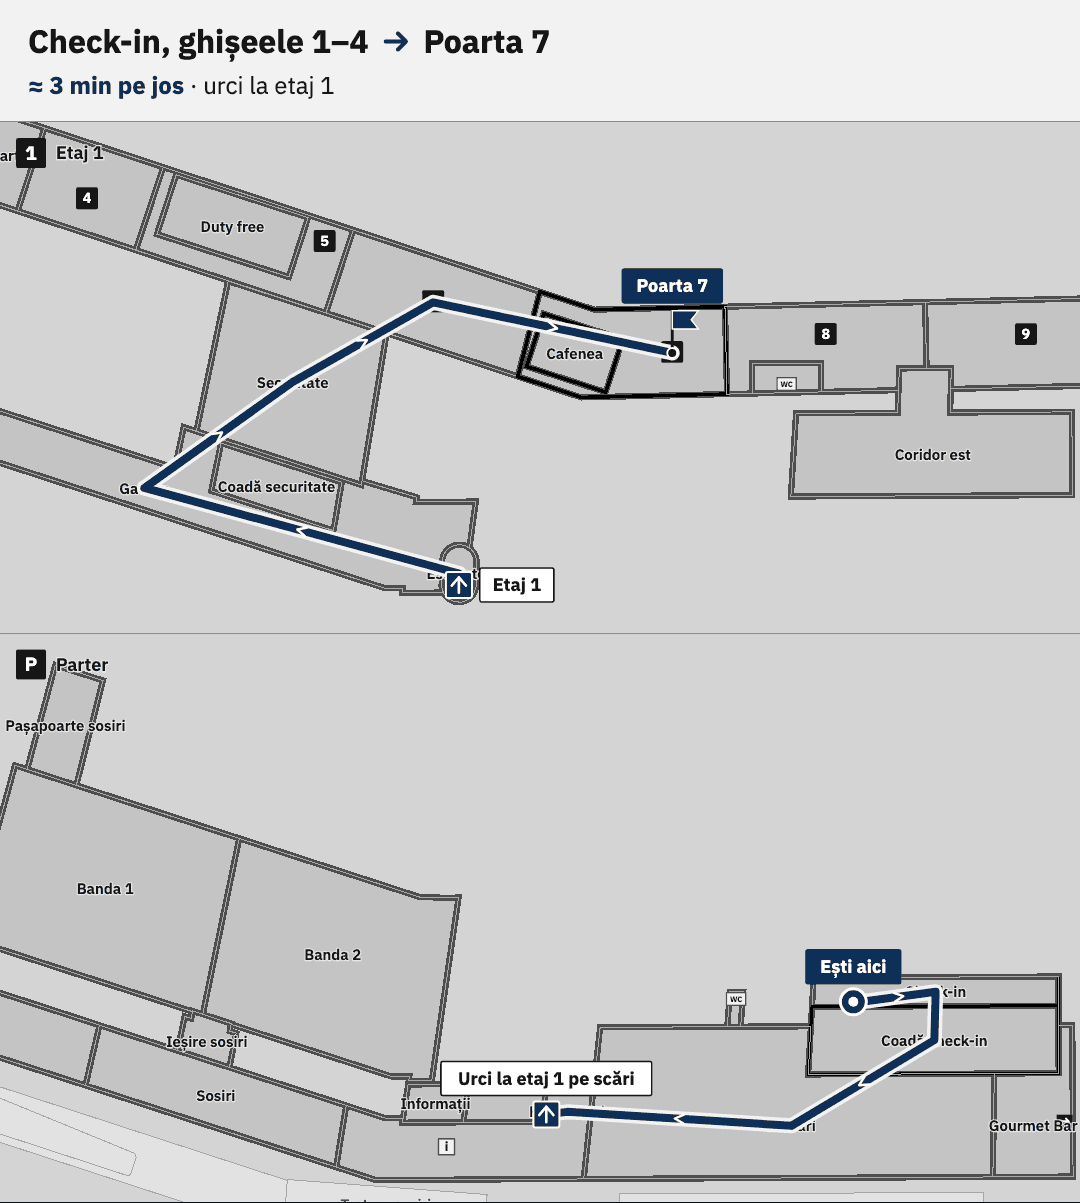 Check-in, ghișeele 1–4 → Poarta 7
≈ 3 min pe jos · urci la etaj 1
1 Etaj 1
4
Duty free
5
Poarta 7
Cafenea
8
9
WC
Coridor est
Coadă securitate
Etaj 1
P Parter
Pașapoarte sosiri
Banda 1
Banda 2
Ești aici
WC
Ieșire sosiri
Urci la etaj 1 pe scări
Sosiri
Informații
i
Gourmet Bar